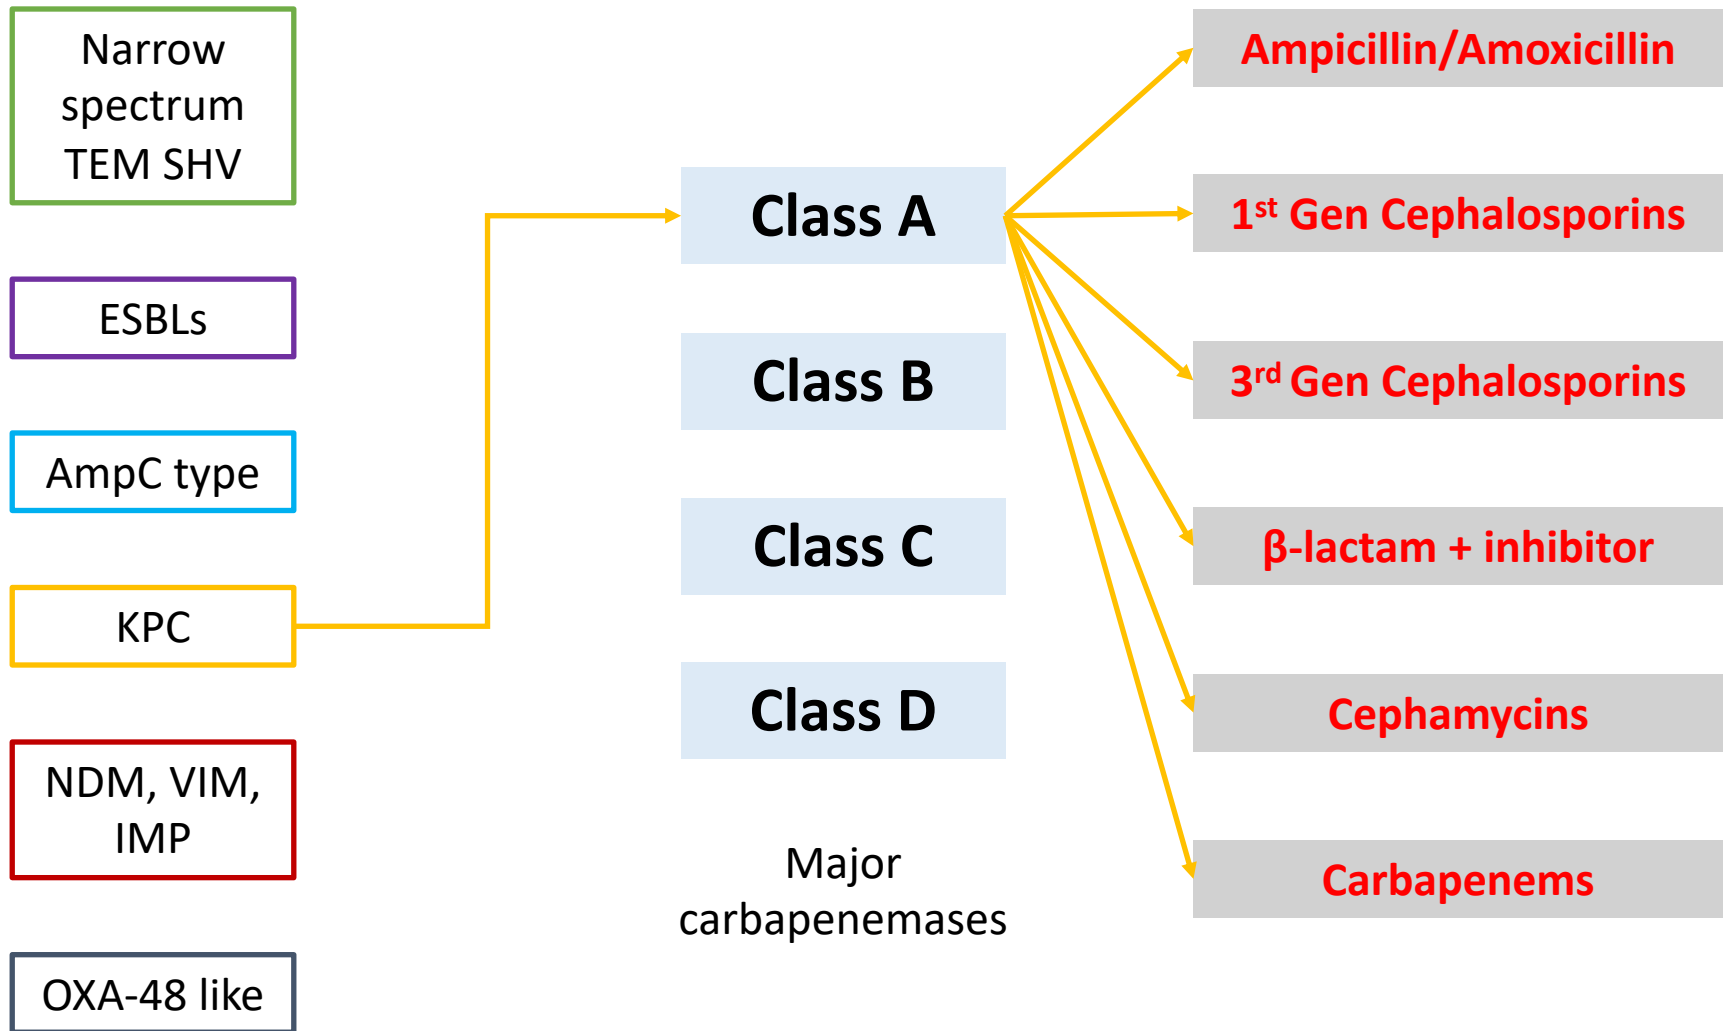 Narrow
spectrum
TEM SHV
ESBLs
AmpC type
KPC
NDM, VIM,
IMP
OXA-48 like
Class A
Class B
Class C
Class D
Major
carbapenemases
Ampicillin/Amoxicillin
1st Gen Cephalosporins
3rd Gen Cephalosporins
β-lactam + inhibitor
Cephamycins
Carbapenems